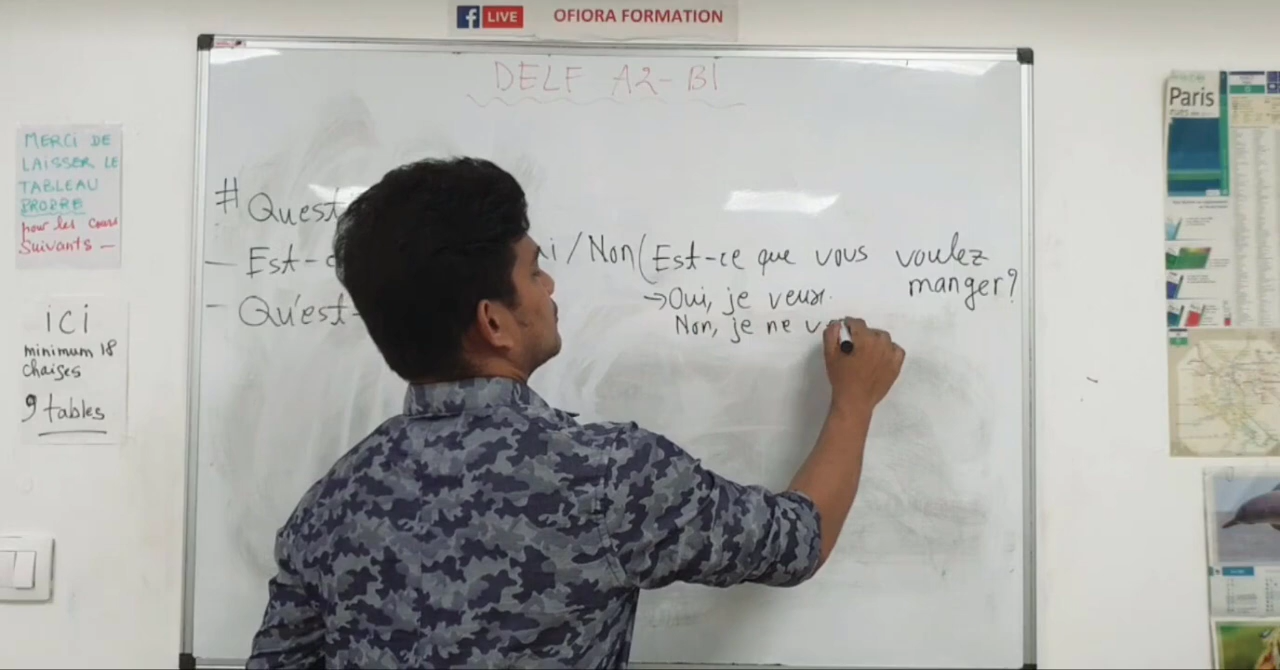 f LIVE OFIORA FORMATION
DELF A2-B1
MERCI DE
LAISSER LE
TABLEAU
PROPRE
pour les cours
Suivants —
ici
minimum 18
chaises
9 tables
# Quest
- Est- i/Non (Est-ce que vous voulez
manger?
→ Oui, je veux.
- Qu'est-
Non, je ne v
Paris